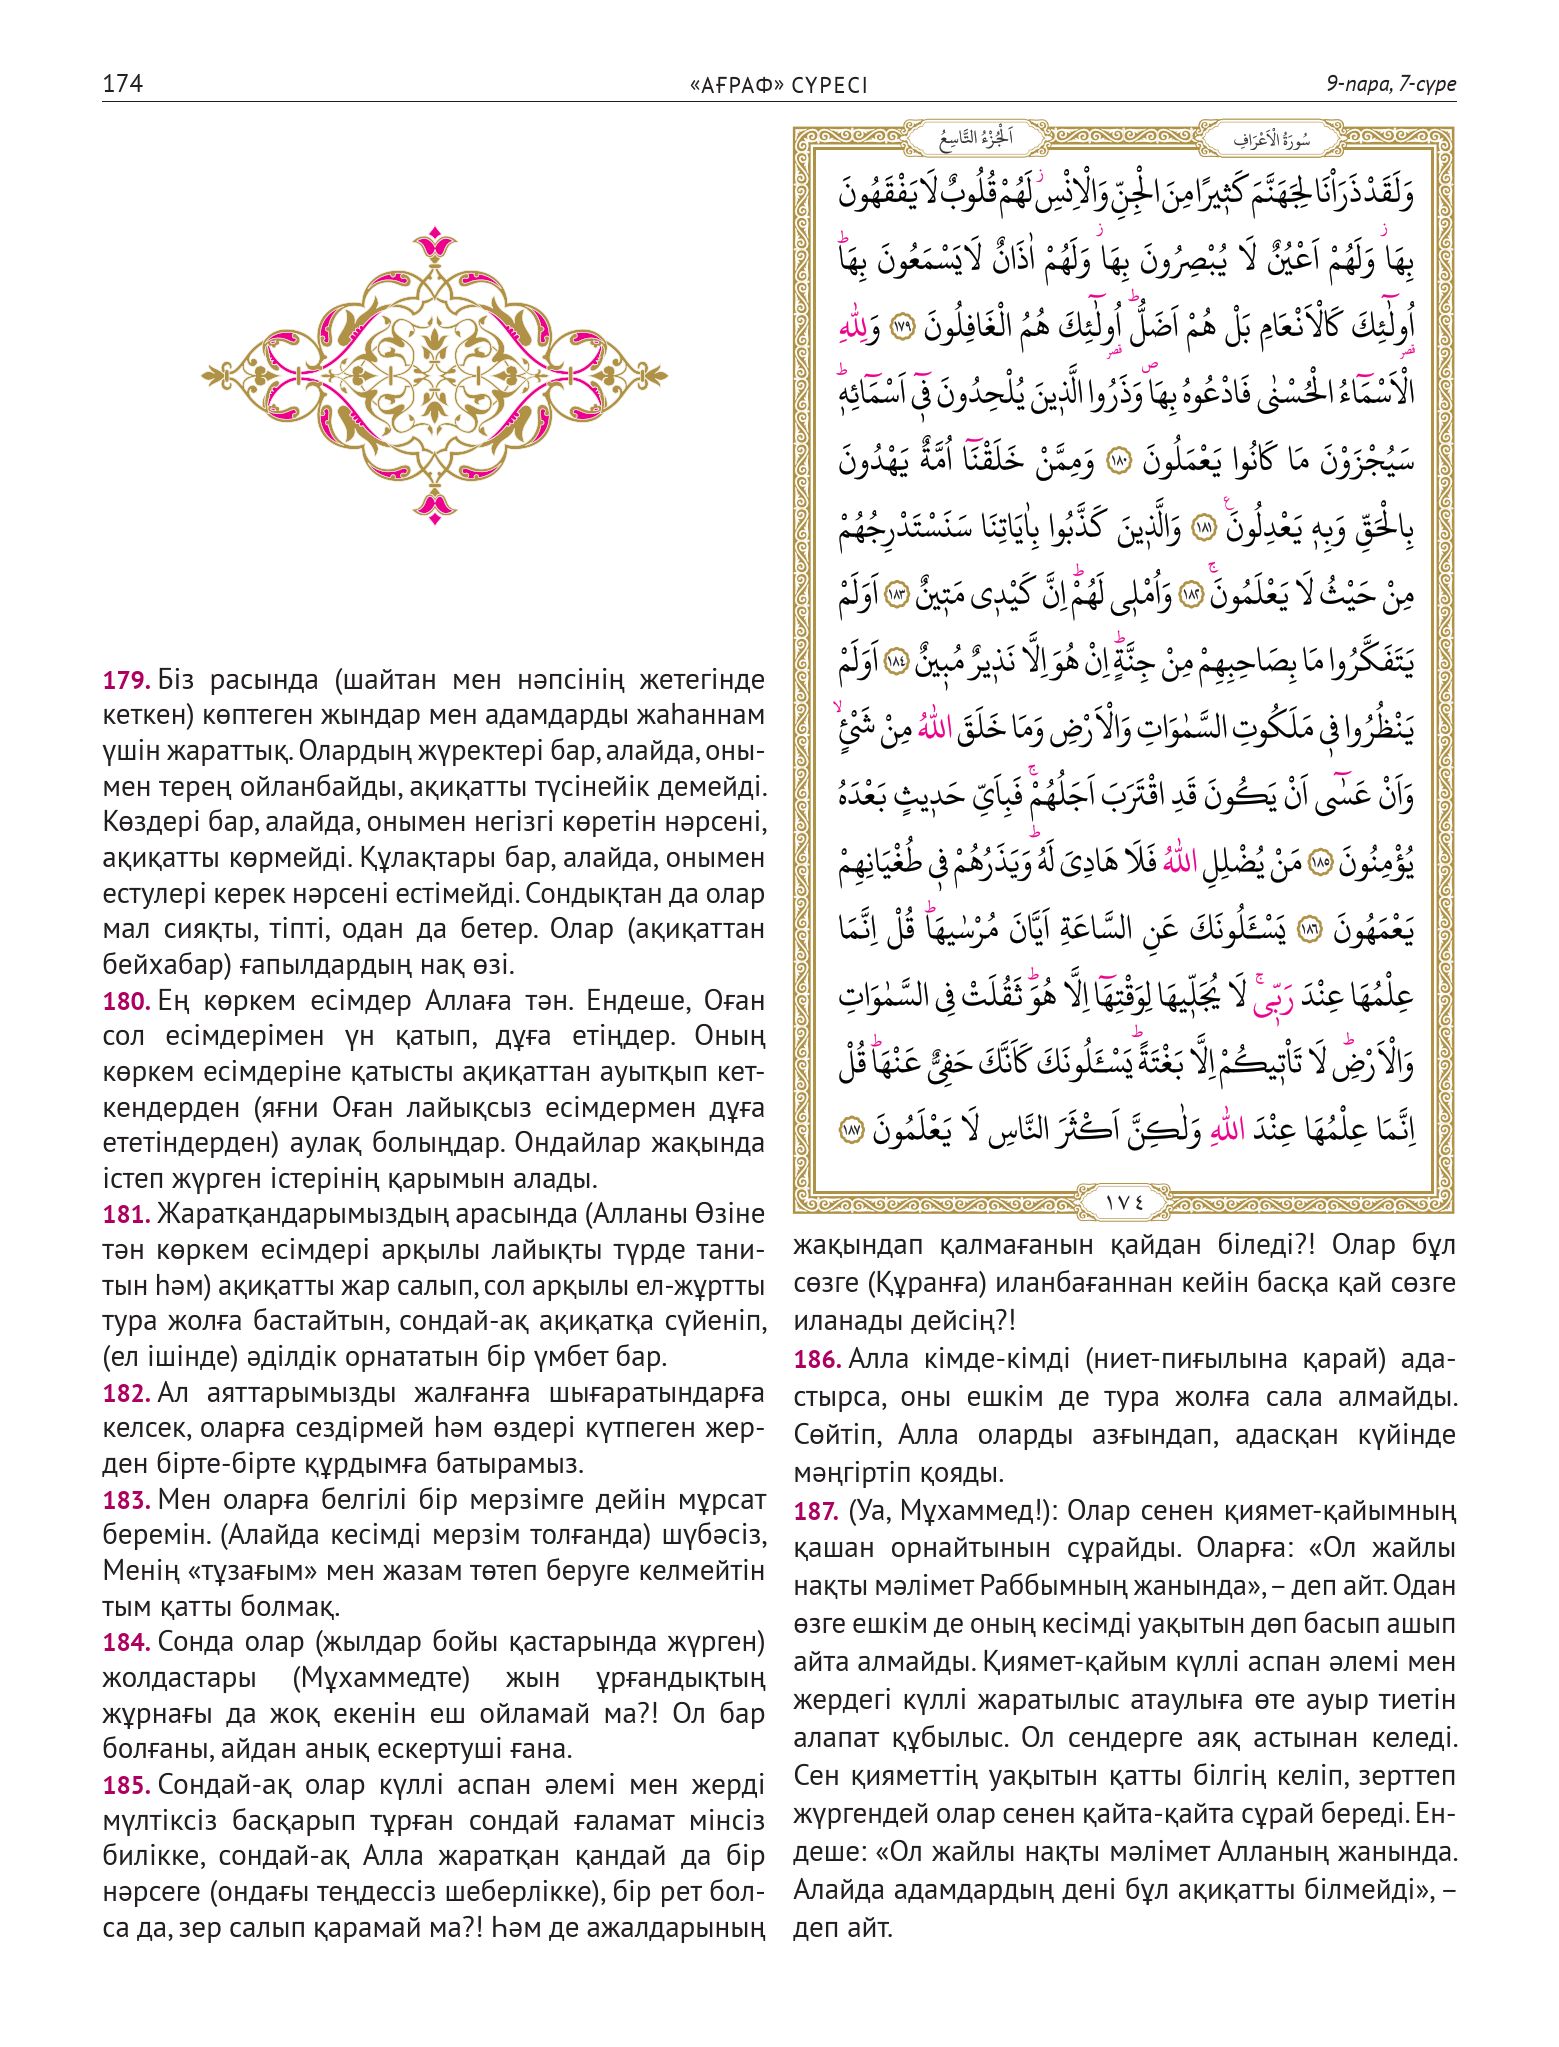 174
«АҒРАФ» СҮРЕСІ
9-пара, 7-сүре
اَلْجُزْءُ التَّاسِعُ
سُورَةُ الْاَعْرَافِ
وَلَقَدْ ذَرَاْنَا لِجَهَنَّمَ كَثٖيرًا مِنَ الْجِنِّ وَالْاِنْسِۘ لَهُمْ قُلُوبٌ لَا يَفْقَهُونَ
بِهَاۘ وَلَهُمْ اَعْيُنٌ لَا يُبْصِرُونَ بِهَاۘ وَلَهُمْ اٰذَانٌ لَا يَسْمَعُونَ بِهَاؕ
اُولٰٓئِكَ كَالْاَنْعَامِ بَلْ هُمْ اَضَلُّؕ اُولٰٓئِكَ هُمُ الْغَافِلُونَ ﴿١٧٩﴾ وَلِلّٰهِ
الْاَسْمَٓاءُ الْحُسْنٰى فَادْعُوهُ بِهَاࣕ وَذَرُوا الَّذٖينَ يُلْحِدُونَ فٖٓي اَسْمَٓائِهٖؕ
سَيُجْزَوْنَ مَا كَانُوا يَعْمَلُونَ ﴿١٨٠﴾ وَمِمَّنْ خَلَقْنَٓا اُمَّةٌ يَهْدُونَ
بِالْحَقِّ وَبِهٖ يَعْدِلُونَࣖ ﴿١٨١﴾ وَالَّذٖينَ كَذَّبُوا بِاٰيَاتِنَا سَنَسْتَدْرِجُهُمْ
مِنْ حَيْثُ لَا يَعْلَمُونَۚ ﴿١٨٢﴾ وَاُمْلٖي لَهُمْؕ اِنَّ كَيْدٖي مَتٖينٌ ﴿١٨٣﴾ اَوَلَمْ
يَتَفَكَّرُوا مَا بِصَاحِبِهِمْ مِنْ جِنَّةٍؕ اِنْ هُوَ اِلَّا نَذٖيرٌ مُبٖينٌ ﴿١٨٤﴾ اَوَلَمْ
يَنْظُرُوا فٖي مَلَكُوتِ السَّمٰوَاتِ وَالْاَرْضِ وَمَا خَلَقَ اللّٰهُ مِنْ شَيْءٍۙ
وَاَنْ عَسٰٓى اَنْ يَكُونَ قَدِ اقْتَرَبَ اَجَلُهُمْۚ فَبِاَيِّ حَدٖيثٍ بَعْدَهُ
يُؤْمِنُونَ ﴿١٨٥﴾ مَنْ يُضْلِلِ اللّٰهُ فَلَا هَادِيَ لَهُؕ وَيَذَرُهُمْ فٖي طُغْيَانِهِمْ
يَعْمَهُونَ ﴿١٨٦﴾ يَسْـَٔلُونَكَ عَنِ السَّاعَةِ اَيَّانَ مُرْسٰيهَاؕ قُلْ اِنَّمَا
عِلْمُهَا عِنْدَ رَبّٖيۚ لَا يُجَلّٖيهَا لِوَقْتِهَٓا اِلَّا هُوَؕ ثَقُلَتْ فِي السَّمٰوَاتِ
وَالْاَرْضِؕ لَا تَأْتٖيكُمْ اِلَّا بَغْتَةًؕ يَسْـَٔلُونَكَ كَاَنَّكَ حَفِيٌّ عَنْهَاؕ قُلْ
اِنَّمَا عِلْمُهَا عِنْدَ اللّٰهِ وَلٰكِنَّ اَكْثَرَ النَّاسِ لَا يَعْلَمُونَ ﴿١٨٧﴾
١٧٤
179. Біз расында (шайтан мен нәпсінің жетегінде
кеткен) көптеген жындар мен адамдарды жаһаннам
үшін жараттық. Олардың жүректері бар, алайда, оны-
мен терең ойланбайды, ақиқатты түсінейік демейді.
Көздері бар, алайда, онымен негізгі көретін нәрсені,
ақиқатты көрмейді. Құлақтары бар, алайда, онымен
естулері керек нәрсені естімейді. Сондықтан да олар
мал сияқты, тіпті, одан да бетер. Олар (ақиқаттан
бейхабар) ғапылдардың нақ өзі.
180. Ең көркем есімдер Аллаға тән. Ендеше, Оған
сол есімдерімен үн қатып, дұға етіңдер. Оның
көркем есімдеріне қатысты ақиқаттан ауытқып кет-
кендерден (яғни Оған лайықсыз есімдермен дұға
ететіндерден) аулақ болыңдар. Ондайлар жақында
істеп жүрген істерінің қарымын алады.
181. Жаратқандарымыздың арасында (Алланы Өзіне
тән көркем есімдері арқылы лайықты түрде тани-
тын һәм) ақиқатты жар салып, сол арқылы ел-жұртты
тура жолға бастайтын, сондай-ақ ақиқатқа сүйеніп,
(ел ішінде) әділдік орнататын бір үмбет бар.
182. Ал аяттарымызды жалғанға шығаратындарға
келсек, оларға сездірмей һәм өздері күтпеген жер-
ден бірте-бірте құрдымға батырамыз.
183. Мен оларға белгілі бір мерзімге дейін мұрсат
беремін. (Алайда кесімді мерзім толғанда) шүбәсіз,
Менің «тұзағым» мен жазам төтеп беруге келмейтін
тым қатты болмақ.
184. Сонда олар (жылдар бойы қастарында жүрген)
жолдастары (Мұхаммедте) жын ұрғандықтың
жұрнағы да жоқ екенін еш ойламай ма?! Ол бар
болғаны, айдан анық ескертуші ғана.
185. Сондай-ақ олар күллі аспан әлемі мен жерді
мүлтіксіз басқарып тұрған сондай ғаламат мінсіз
билікке, сондай-ақ Алла жаратқан қандай да бір
нәрсеге (ондағы теңдессіз шеберлікке), бір рет бол-
са да, зер салып қарамай ма?! Һәм де ажалдарының
жақындап қалмағанын қайдан біледі?! Олар бұл
сөзге (Құранға) иланбағаннан кейін басқа қай сөзге
иланады дейсің?!
186. Алла кімде-кімді (ниет-пиғылына қарай) ада-
стырса, оны ешкім де тура жолға сала алмайды.
Сөйтіп, Алла оларды азғындап, адасқан күйінде
мәңгіртіп қояды.
187. (Уа, Мұхаммед!): Олар сенен қиямет-қайымның
қашан орнайтынын сұрайды. Оларға: «Ол жайлы
нақты мәлімет Раббымның жанында», – деп айт. Одан
өзге ешкім де оның кесімді уақытын дөп басып ашып
айта алмайды. Қиямет-қайым күллі аспан әлемі мен
жердегі күллі жаратылыс атаулыға өте ауыр тиетін
алапат құбылыс. Ол сендерге аяқ астынан келеді.
Сен қияметтің уақытын қатты білгің келіп, зерттеп
жүргендей олар сенен қайта-қайта сұрай береді. Ен-
деше: «Ол жайлы нақты мәлімет Алланың жанында.
Алайда адамдардың дені бұл ақиқатты білмейді», –
деп айт.